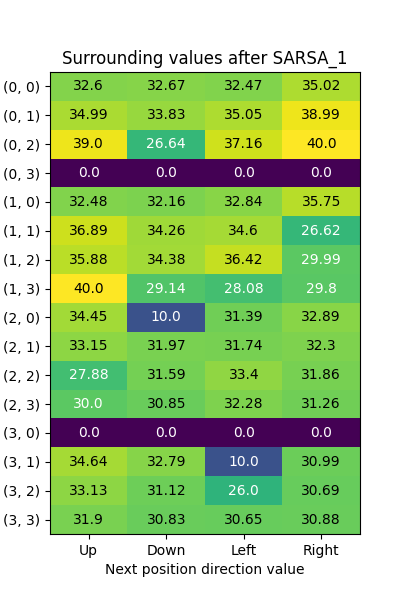 Surrounding values after SARSA_1
(0, 0) 32.6 32.67 32.47 35.02
(0, 1) 34.99 33.83 35.05 38.99
(0, 2) 39.0 26.64 37.16 40.0
(0, 3) 0.0 0.0 0.0 0.0
(1, 0) 32.48 32.16 32.84 35.75
(1, 1) 36.89 34.26 34.6 26.62
(1, 2) 35.88 34.38 36.42 29.99
(1, 3) 40.0 29.14 28.08 29.8
(2, 0) 34.45 10.0 31.39 32.89
(2, 1) 33.15 31.97 31.74 32.3
(2, 2) 27.88 31.59 33.4 31.86
(2, 3) 30.0 30.85 32.28 31.26
(3, 0) 0.0 0.0 0.0 0.0
(3, 1) 34.64 32.79 10.0 30.99
(3, 2) 33.13 31.12 26.0 30.69
(3, 3) 31.9 30.83 30.65 30.88
Up Down Left Right
Next position direction value